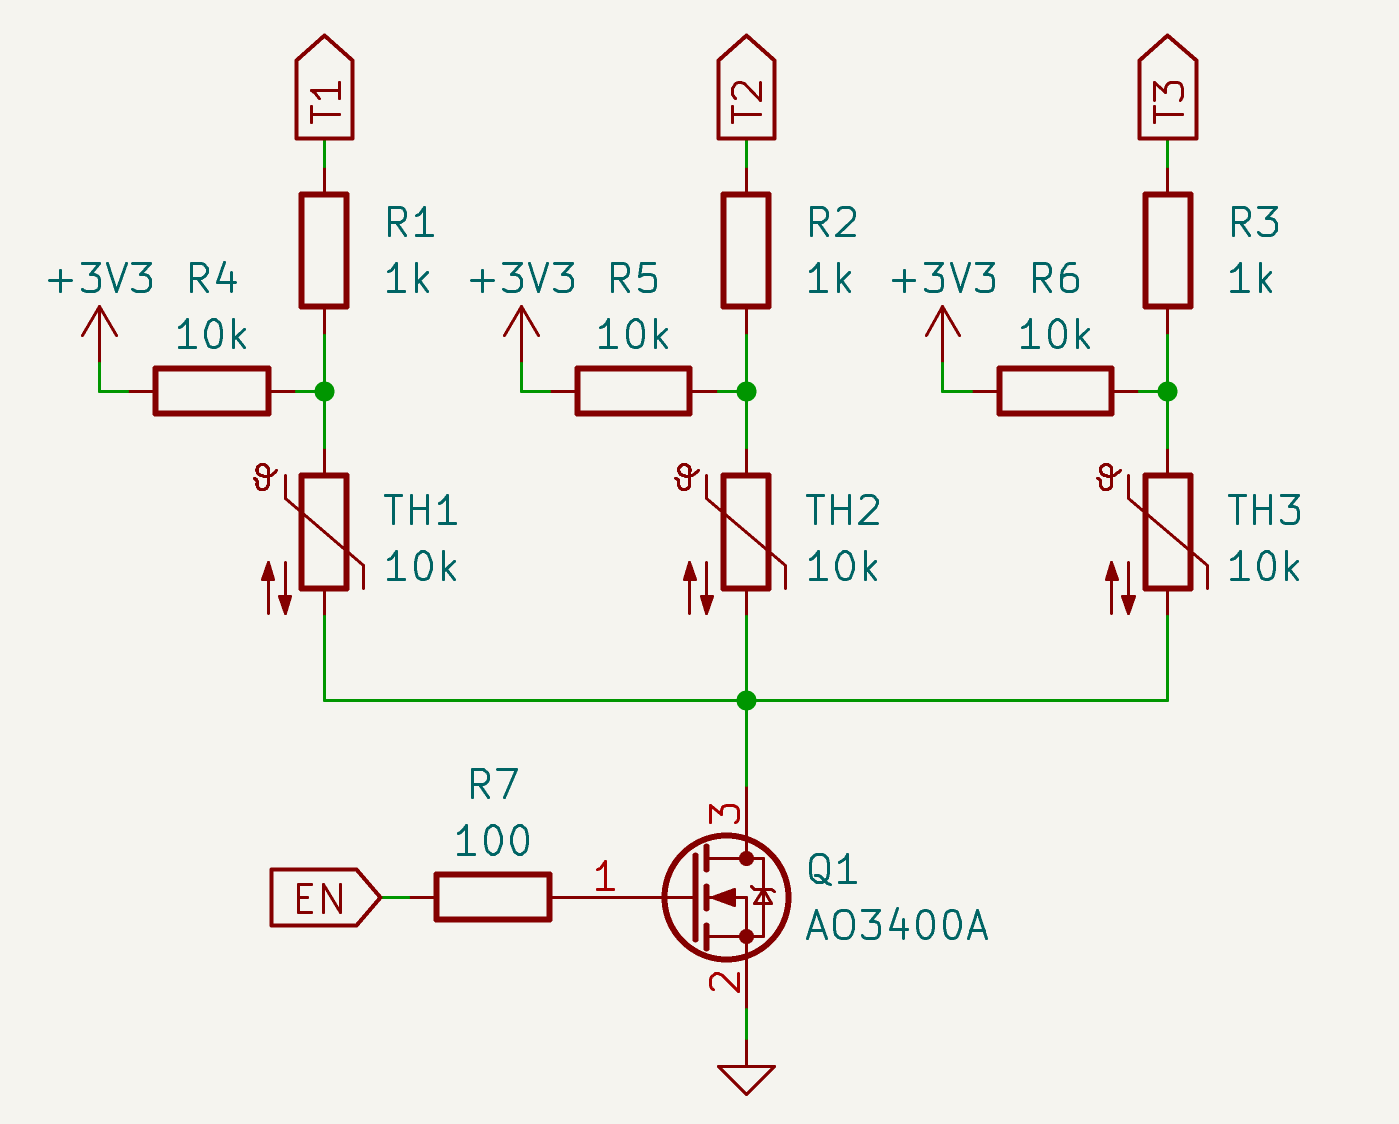 T1
T2
T3
R1
1k
R2
1k
R3
1k
+3V3
R4
10k
+3V3
R5
10k
+3V3
R6
10k
ϑ
TH1
10k
ϑ
TH2
10k
ϑ
TH3
10k
R7
100
EN
1
3
2
Q1
AO3400A